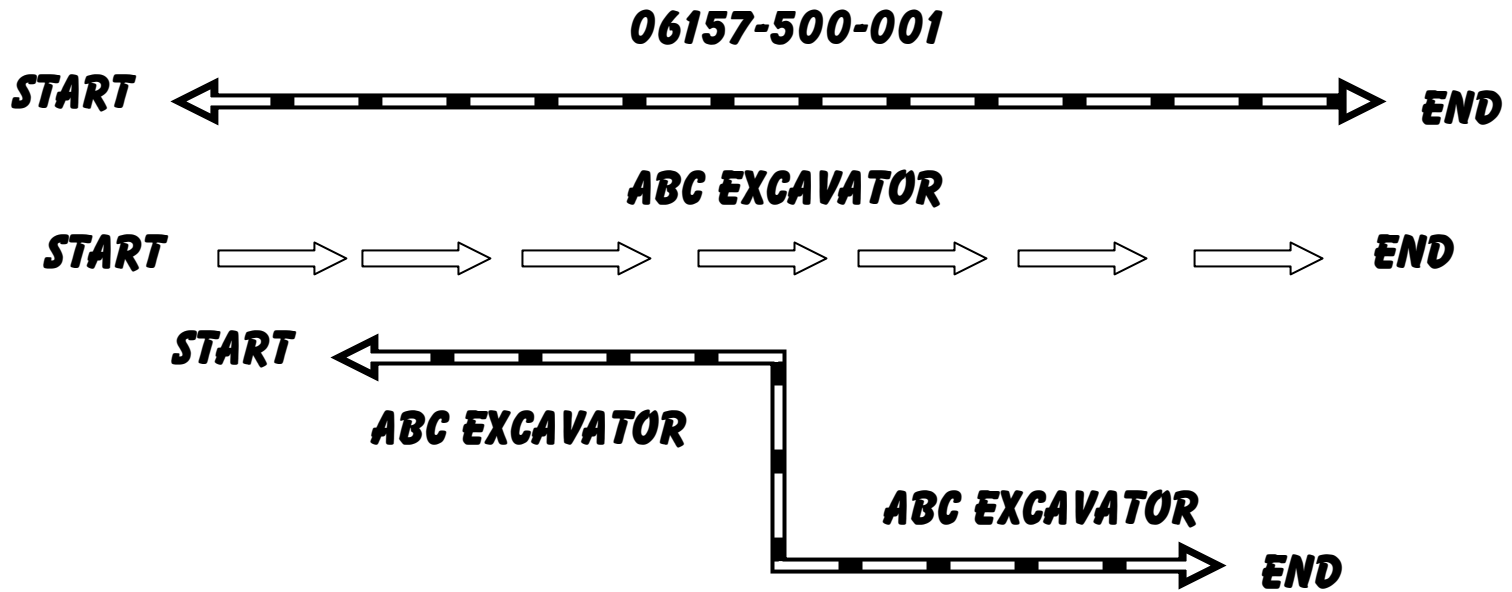 06157-500-001
START END
ABC EXCAVATOR
START END
START
ABC EXCAVATOR
ABC EXCAVATOR
END